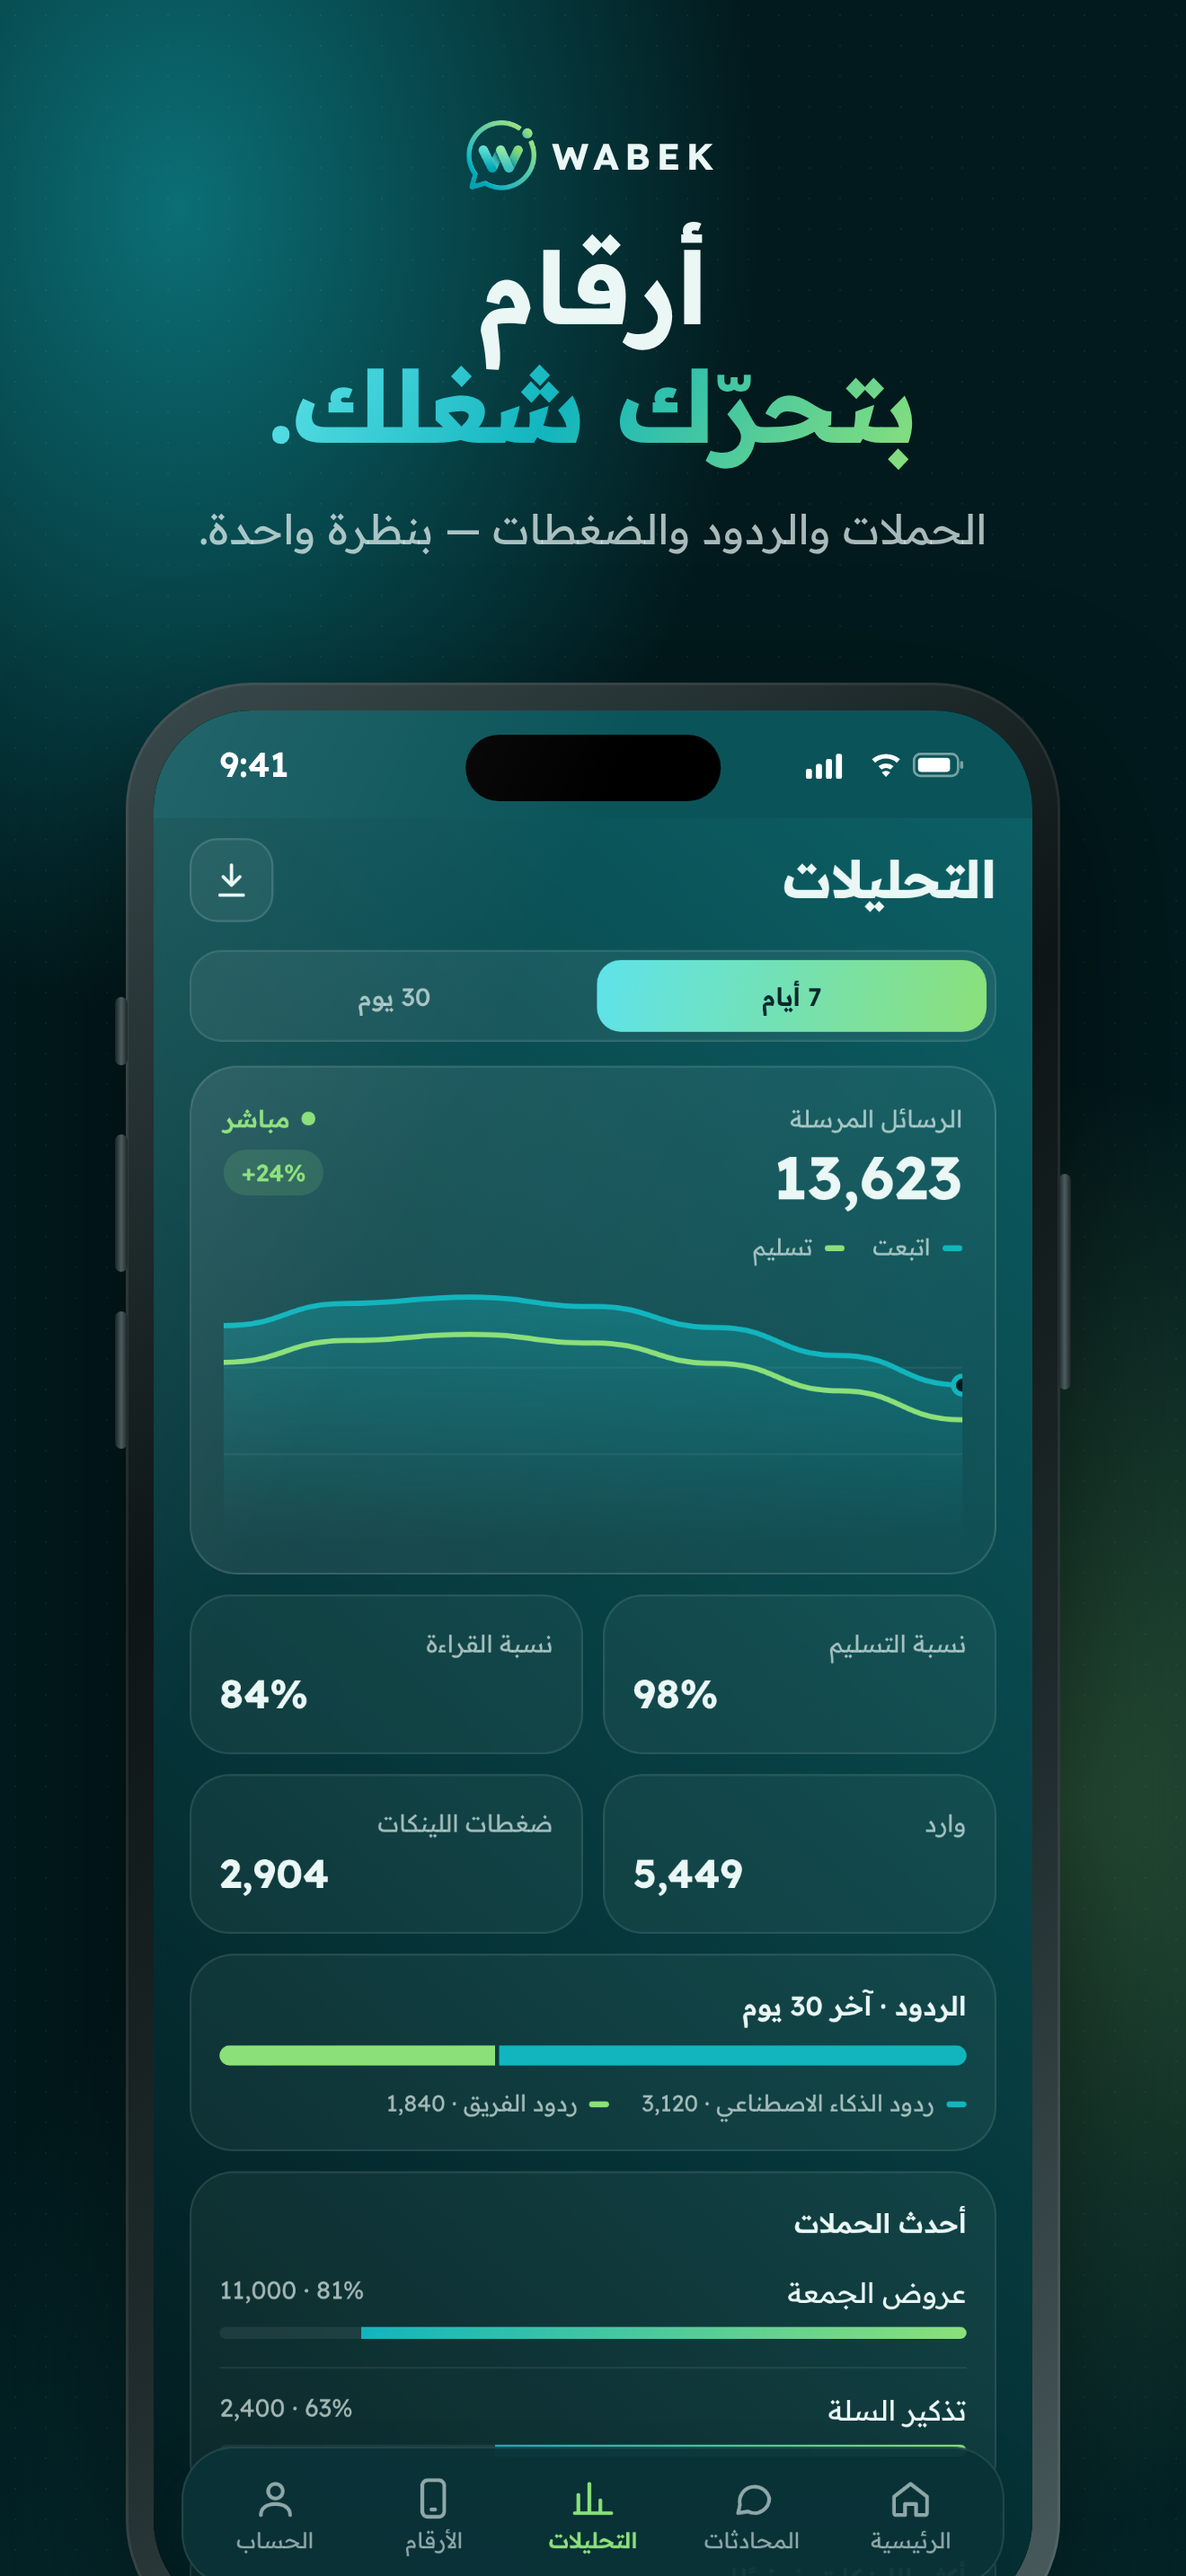 WABEK
أرقام
بتحرّك شغلك.
الحملات والردود والضغطات — بنظرة واحدة.
9:41
التحليلات
7 أيام
30 يوم
الرسائل المرسلة
مباشر
13,623
+24%
اتبعت
تسليم
نسبة التسليم
98%
نسبة القراءة
84%
وارد
5,449
ضغطات اللينكات
2,904
الردود · آخر 30 يوم
ردود الذكاء الاصطناعي · 3,120
ردود الفريق · 1,840
أحدث الحملات
عروض الجمعة
11,000 · 81%
تذكير السلة
2,400 · 63%
الرئيسية
المحادثات
التحليلات
الأرقام
الحساب